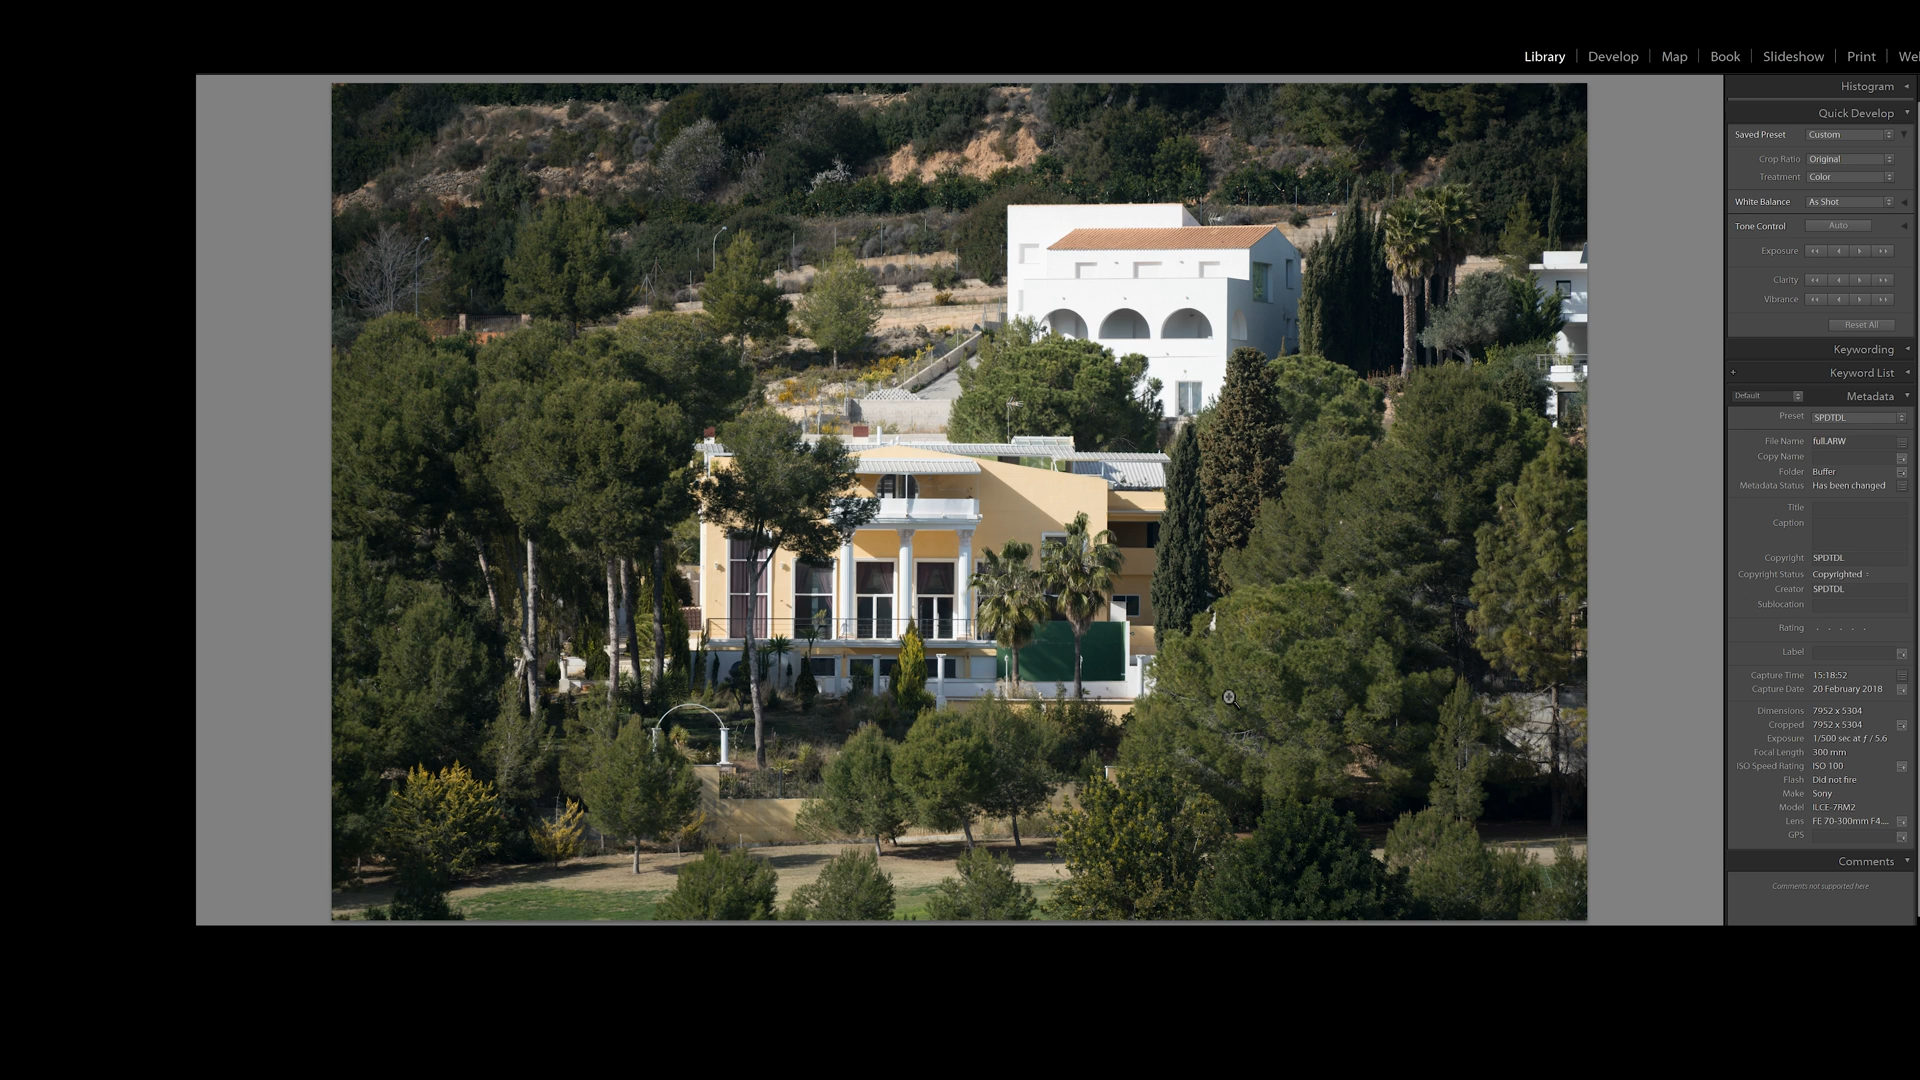 Library | Develop | Map | Book | Slideshow | Print |
Histogram
Quick Develop
Saved Preset Custom
Crop Ratio Original
Treatment Color
White Balance As Shot
Tone Control Auto
Exposure
Clarity
Vibrance
Reset All
Keywording
+ Keyword List
Default Metadata
Preset SPDTDL
File Name full.ARW
Copy Name
Folder Buffer
Metadata Status Has been changed
Title
Caption
Copyright SPDTDL
Copyright Status Copyrighted
Creator SPDTDL
Sublocation
Rating . . . . .
Label
Capture Time 15:18:52
Capture Date 20 February 2018
Dimensions 7952 x 5304
Cropped 7952 x 5304
Exposure 1/500 sec at ƒ / 5.6
Focal Length 300 mm
ISO Speed Rating ISO 100
Flash Did not fire
Make Sony
Model ILCE-7RM2
Lens FE 70-300mm F4....
GPS
Comments
Comments not supported here